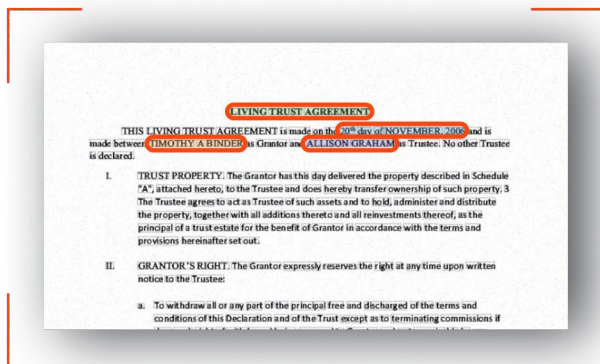 LIVING TRUST AGREEMENT
THIS LIVING TRUST AGREEMENT is made on the 20th day of NOVEMBER, 2006 and is
made between TIMOTHY A BINDER as Grantor and ALLISON GRAHAM as Trustee. No other Trustee
is declared.
I. TRUST PROPERTY. The Grantor has this day delivered the property described in Schedule
"A", attached hereto, to the Trustee and does hereby transfer ownership of such property. 3
The Trustee agrees to act as Trustee of such assets and to hold, administer and distribute
the property, together with all additions thereto and all reinvestments thereof, as the
principal of a trust estate for the benefit of Grantor in accordance with the terms and
provisions hereinafter set out.
II. GRANTOR'S RIGHT. The Grantor expressly reserves the right at any time upon written
notice to the Trustee:
a. To withdraw all or any part of the principal free and discharged of the terms and
conditions of this Declaration and of the Trust except as to terminating commissions if